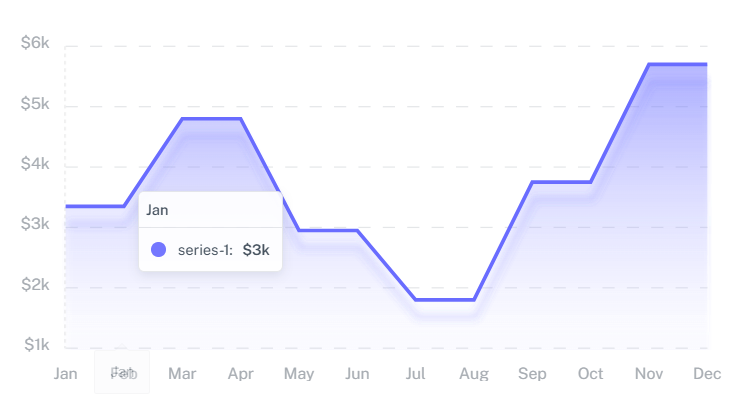 $6k
$5k
$4k
$3k
$2k
$1k
Jan
series-1: $3k
Jan Feb Mar Apr May Jun Jul Aug Sep Oct Nov Dec
Jan